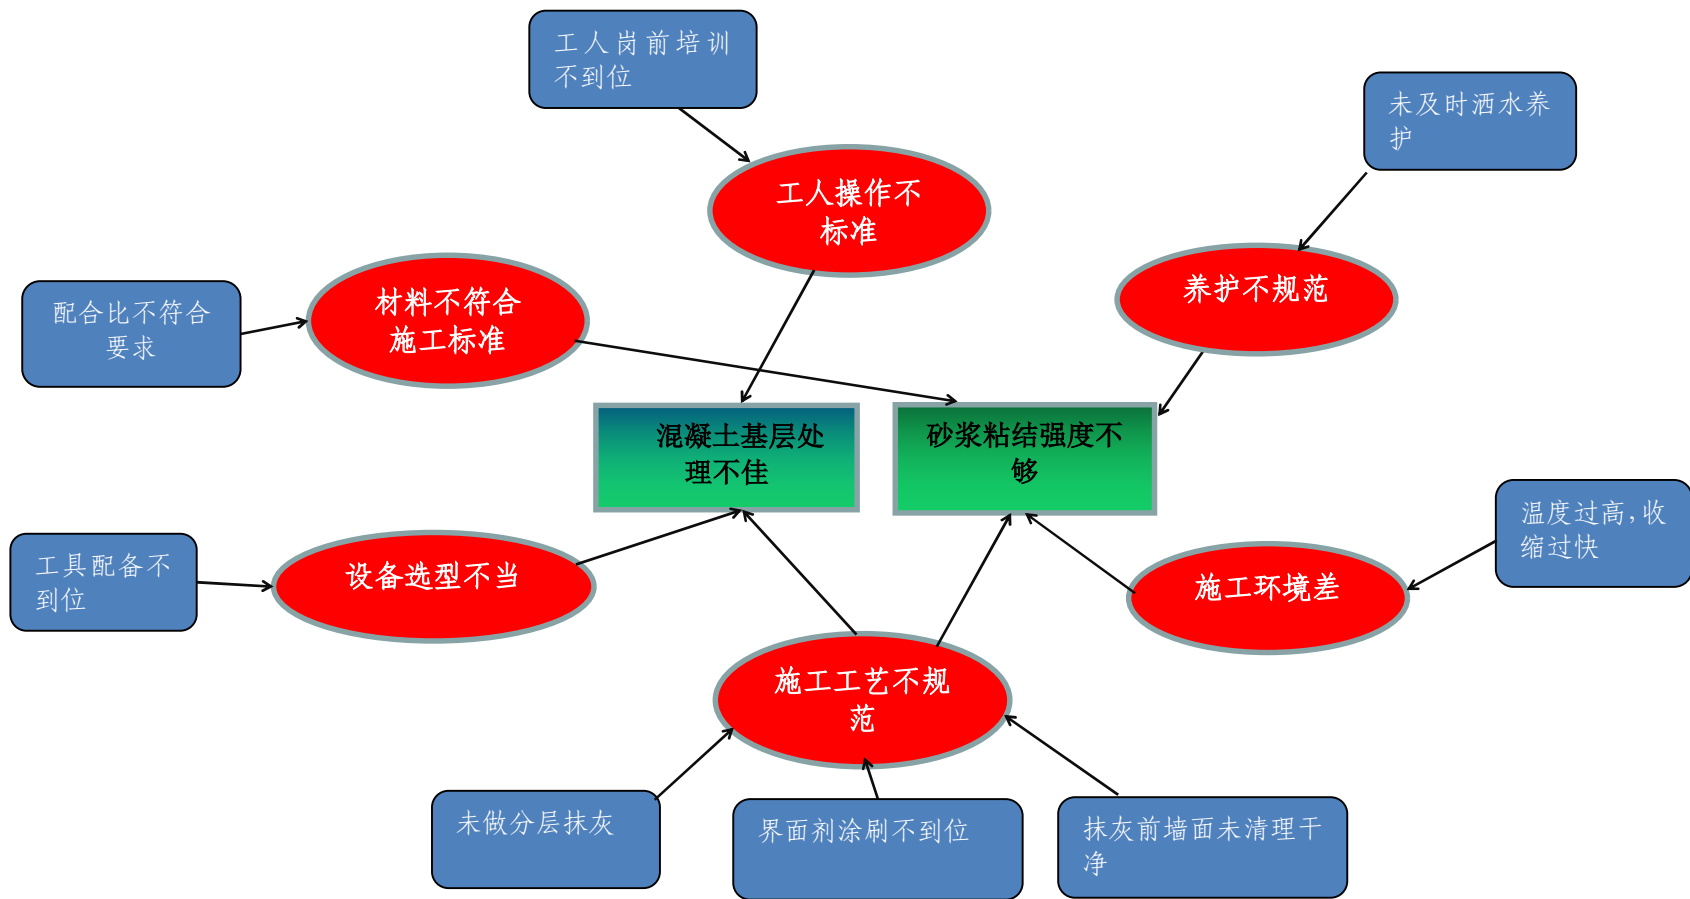 工人岗前培训
不到位
未及时洒水养
护
工人操作不
标准
养护不规范
材料不符合
施工标准
配合比不符合
要求
混凝土基层处
理不佳
砂浆粘结强度不
够
温度过高,收
缩过快
工具配备不
到位
设备选型不当
施工环境差
施工工艺不规
范
未做分层抹灰
界面剂涂刷不到位
抹灰前墙面未清理干
净